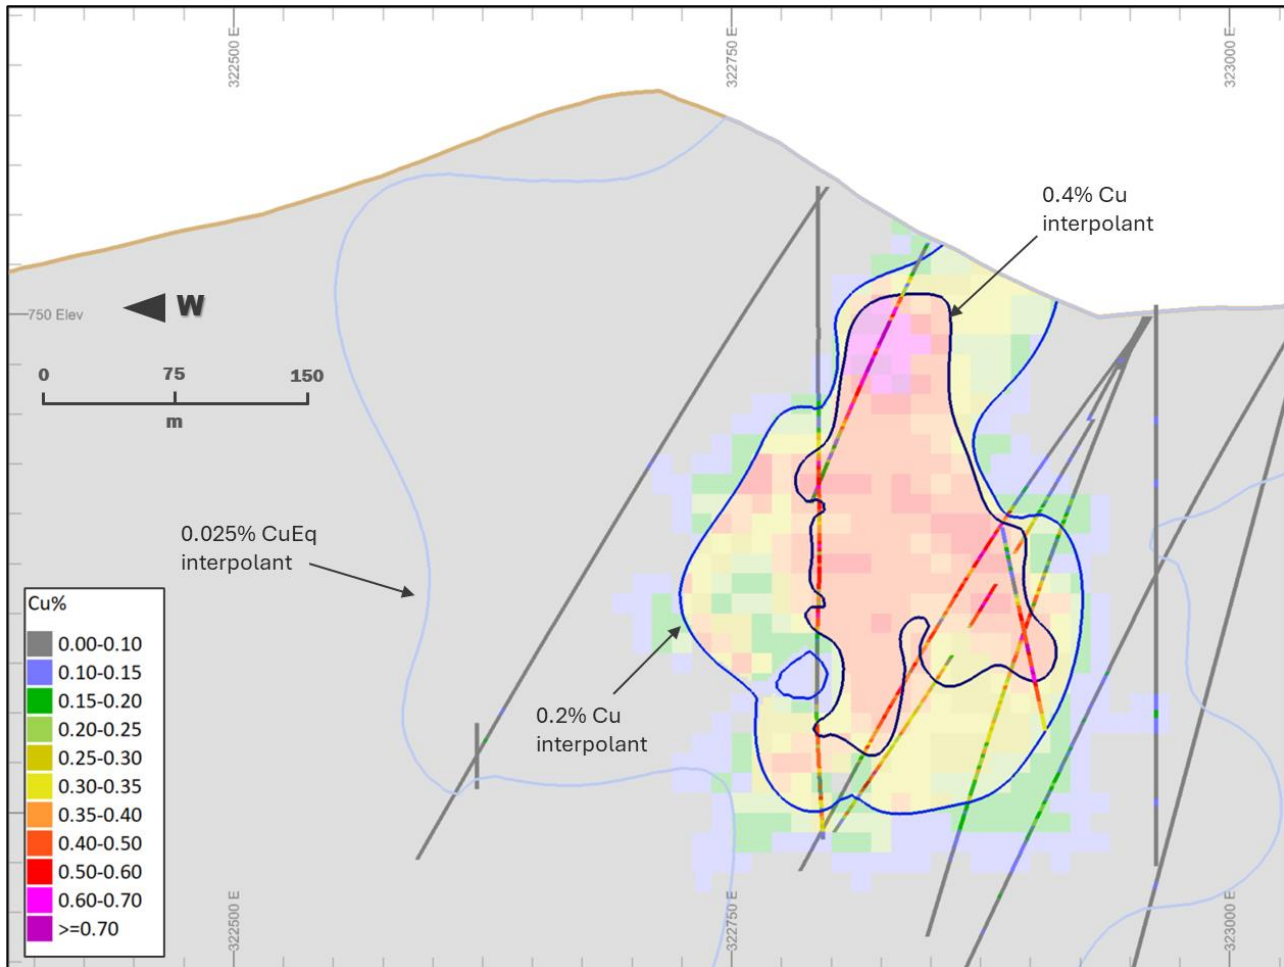 322500 E
322750 E
323000 E
0.4% Cu
interpolant
W
750 Elev
0 75 150
m
0.025% CuEq
interpolant
0.2% Cu
interpolant
Cu%
0.00-0.10
0.10-0.15
0.15-0.20
0.20-0.25
0.25-0.30
0.30-0.35
0.35-0.40
0.40-0.50
0.50-0.60
0.60-0.70
>=0.70
322500 E
322750 E
323000 E